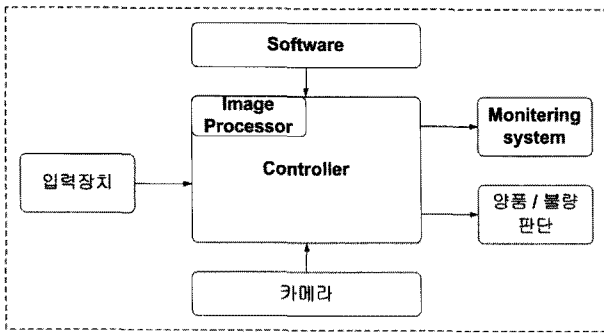 Software
Image
Processor
Controller
Monitering
system
입력장치
양품 / 불량
판단
카메라